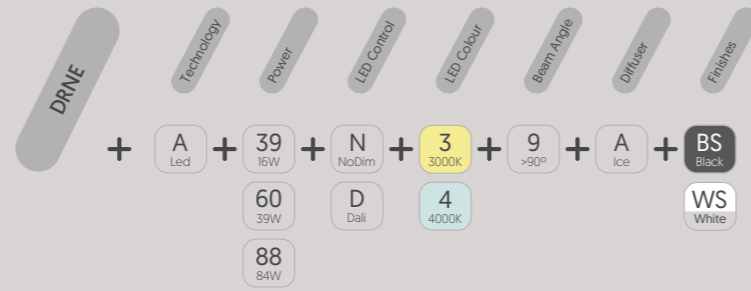 DRNE
Technology
Power
LED Control
LED Colour
Beam Angle
Diffuser
Finishes
+ A + 39 + N + 3 + 9 + A + BS
Led 16W NoDim 3000K >90º Ice Black
60 D 4 WS
39W Dali 4000K White
88
84W